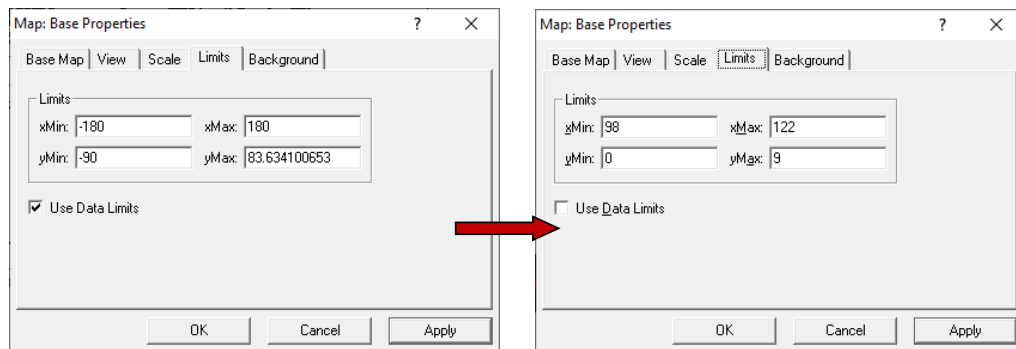 Map: Base Properties ? ×
Base Map View Scale Limits Background
Limits
xMin: -180 xMax: 180
yMin: -90 yMax: 83.634100653
Use Data Limits
OK Cancel Apply
Map: Base Properties ? ×
Base Map View Scale Limits Background
Limits
xMin: 98 xMax: 122
yMin: 0 yMax: 9
Use Data Limits
OK Cancel Apply